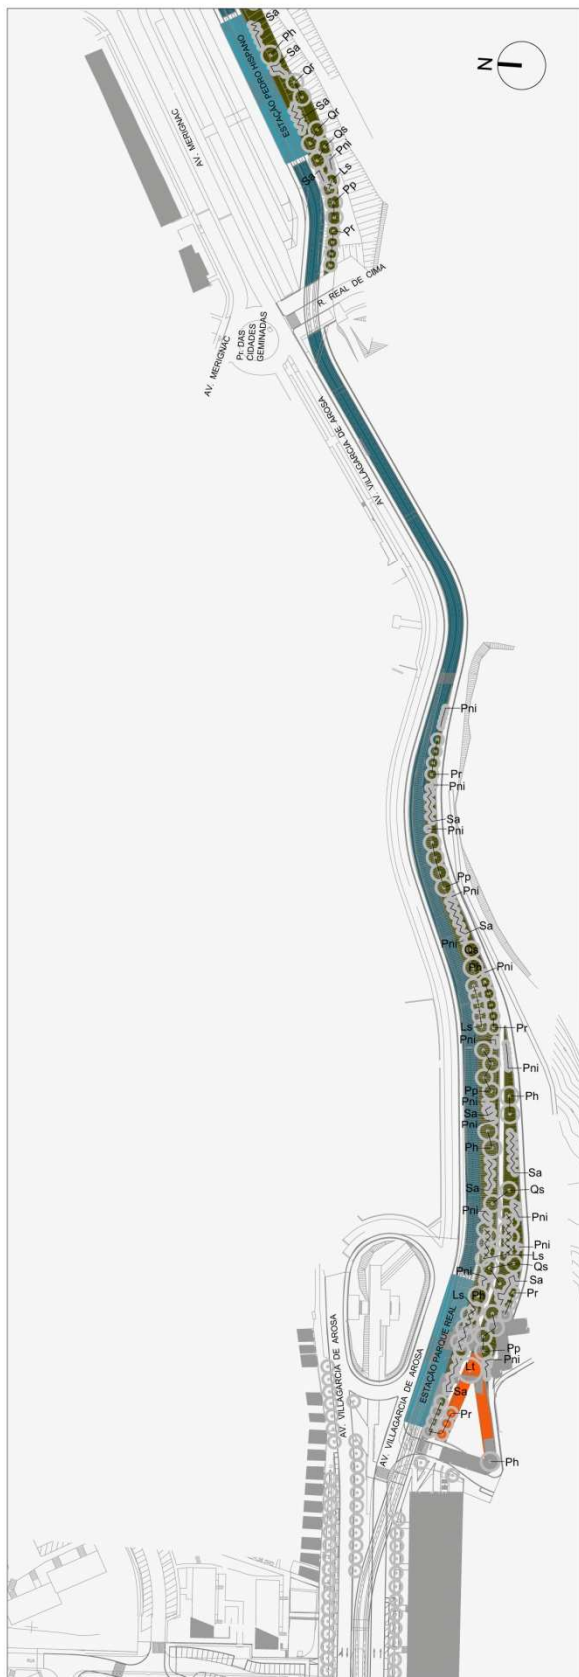 Sa
Ph
Sa
Qr
Sa
Qr
Qs
Pni
Ls
Pp
Sa
Pr
N
ESTAÇÃO PEDRO HISPANO
AV. MERIGNAC
R. REAL DE CIMA
Pr. DAS
CIDADES
GEMINADAS
AV. MERIGNAC
AV. VILLAGARCIA DE AROSA
Pni
Pr
Pni
Sa
Pni
Pp
Pni
Sa
Pni
Qs
Ph
Pni
Ls
Pr
Pni
Pni
Pp
Ph
Pni
Sa
Pni
Ph
Sa
Sa
Qs
Pni
Pni
Pni
Ls
Pni
Qs
Sa
Ls
Ph
Pr
ESTAÇÃO PARQUE REAL
AV. VILLAGARCIA DE AROSA
AV. VILLAGARCIA DE AROSA
Pp
Pni
Lt
Sa
Pr
Ph